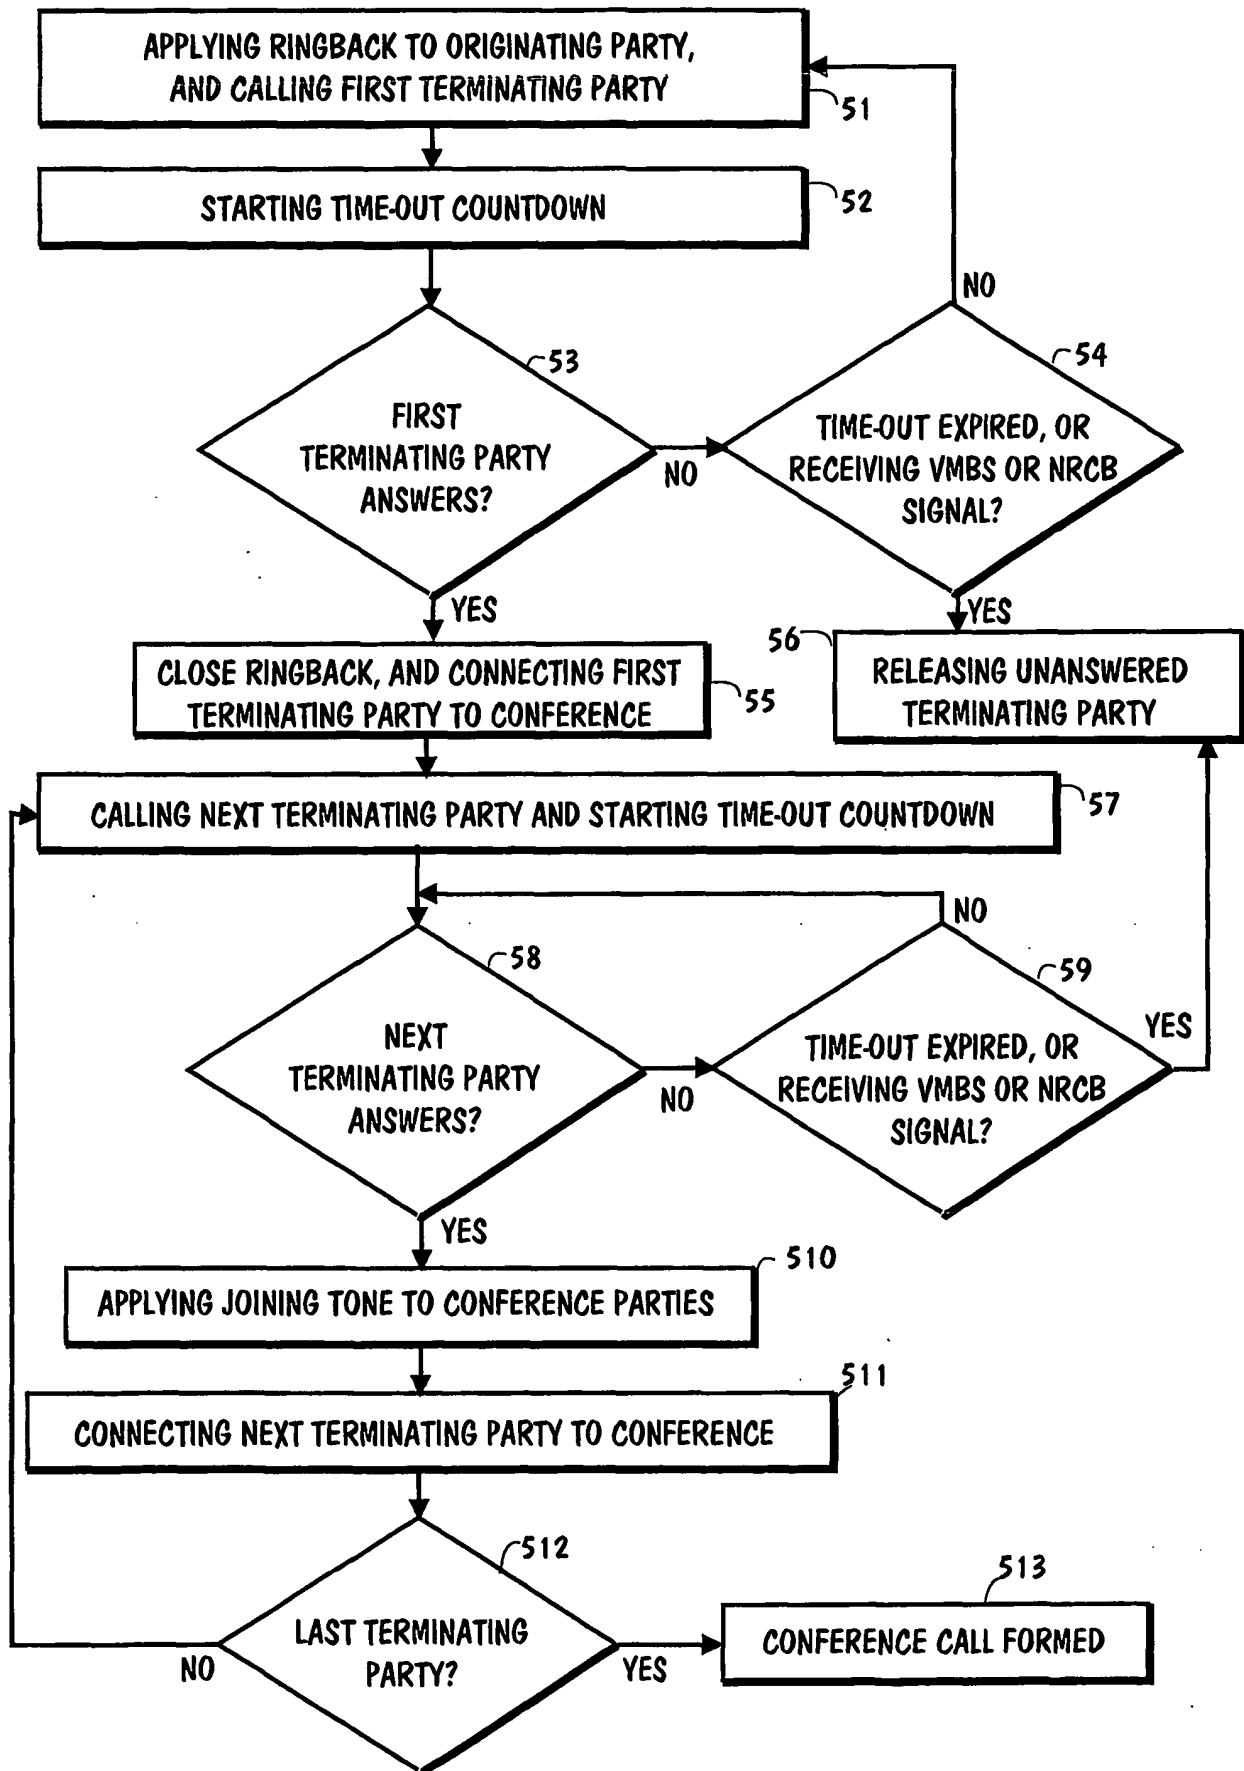 APPLYING RINGBACK TO ORIGINATING PARTY,
AND CALLING FIRST TERMINATING PARTY
51
STARTING TIME-OUT COUNTDOWN
52
NO
53
FIRST
TERMINATING PARTY
ANSWERS?
NO
54
TIME-OUT EXPIRED, OR
RECEIVING VMBS OR NRCB
SIGNAL?
YES
YES
CLOSE RINGBACK, AND CONNECTING FIRST
TERMINATING PARTY TO CONFERENCE
55
56
RELEASING UNANSWERED
TERMINATING PARTY
CALLING NEXT TERMINATING PARTY AND STARTING TIME-OUT COUNTDOWN
57
NO
58
NEXT
TERMINATING PARTY
ANSWERS?
NO
59
TIME-OUT EXPIRED, OR
RECEIVING VMBS OR NRCB
SIGNAL?
YES
YES
510
APPLYING JOINING TONE TO CONFERENCE PARTIES
511
CONNECTING NEXT TERMINATING PARTY TO CONFERENCE
512
LAST TERMINATING
PARTY?
NO
YES
513
CONFERENCE CALL FORMED